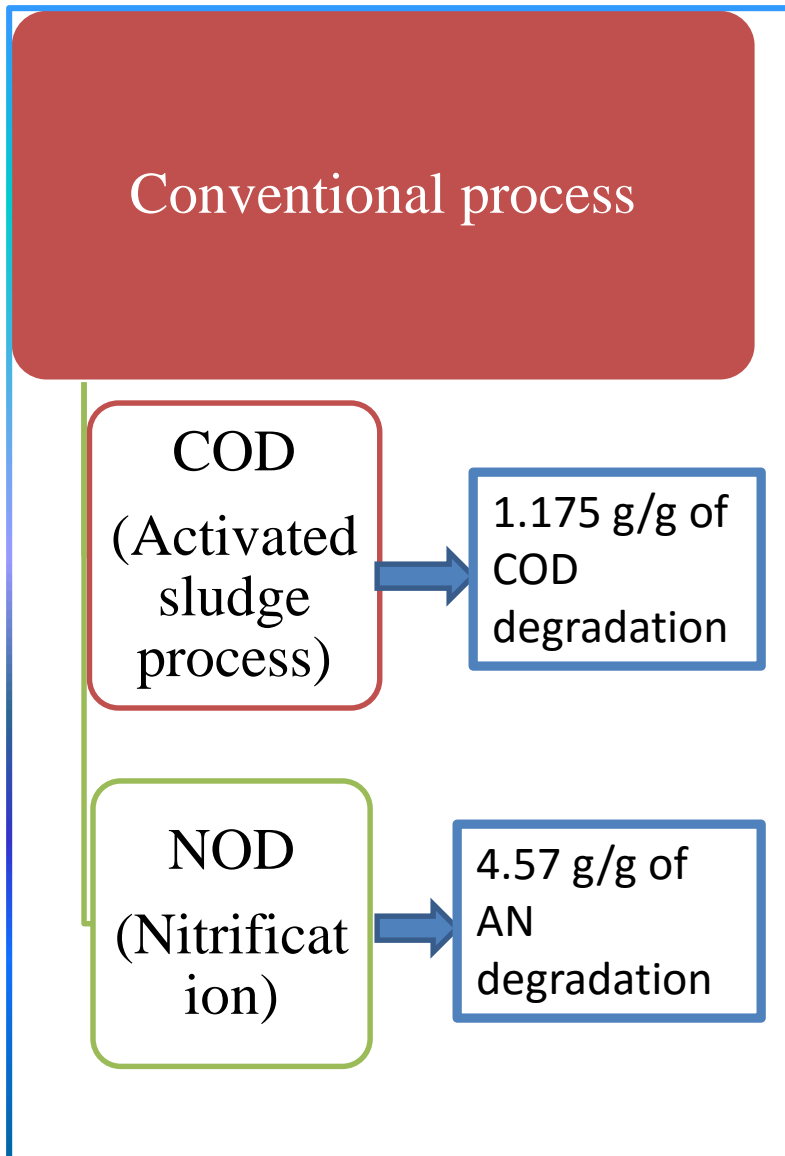 Conventional process
COD
(Activated
sludge
process)
1.175 g/g of
COD
degradation
NOD
(Nitrificat
ion)
4.57 g/g of
AN
degradation